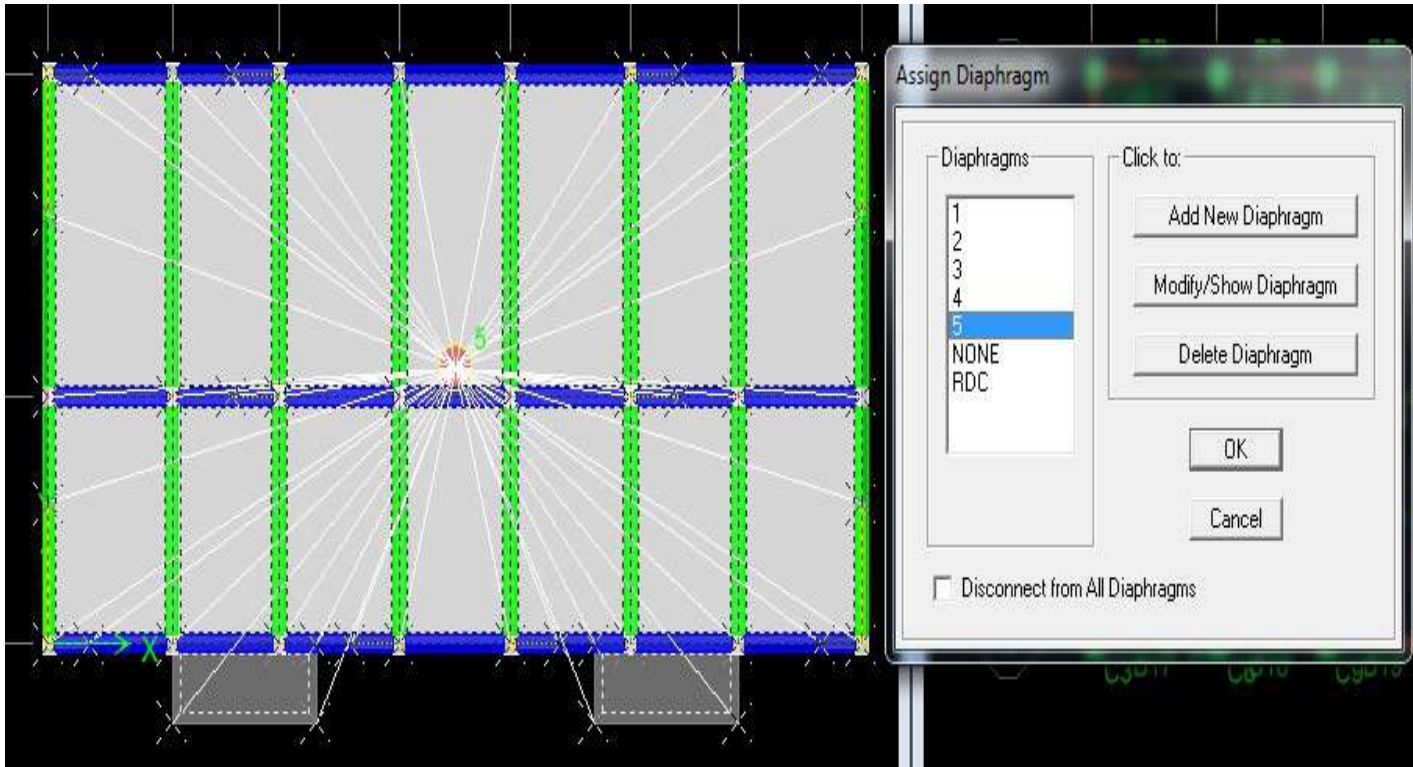 5
X
Assign Diaphragm
Diaphragms
1
2
3
4
5
NONE
RDC
Click to:
Add New Diaphragm
Modify/Show Diaphragm
Delete Diaphragm
OK
Cancel
Disconnect from All Diaphragms